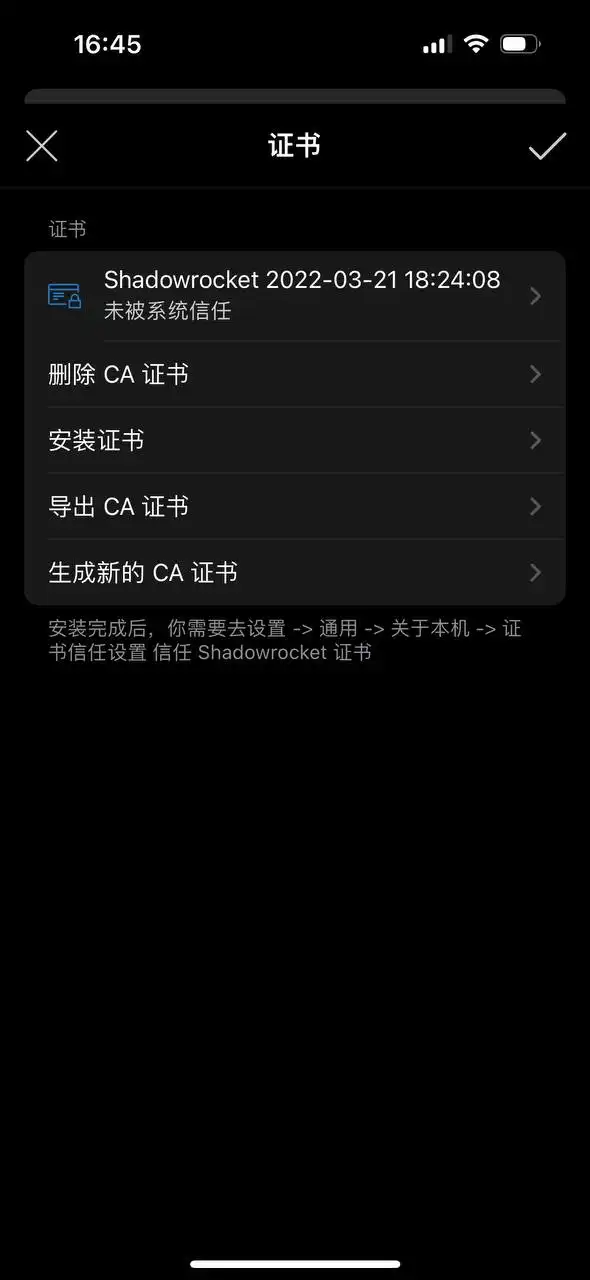 16:45
证书
证书
Shadowrocket 2022-03-21 18:24:08
未被系统信任
删除 CA 证书
安装证书
导出 CA 证书
生成新的 CA 证书
安装完成后，你需要去设置 -> 通用 -> 关于本机 -> 证
书信任设置 信任 Shadowrocket 证书